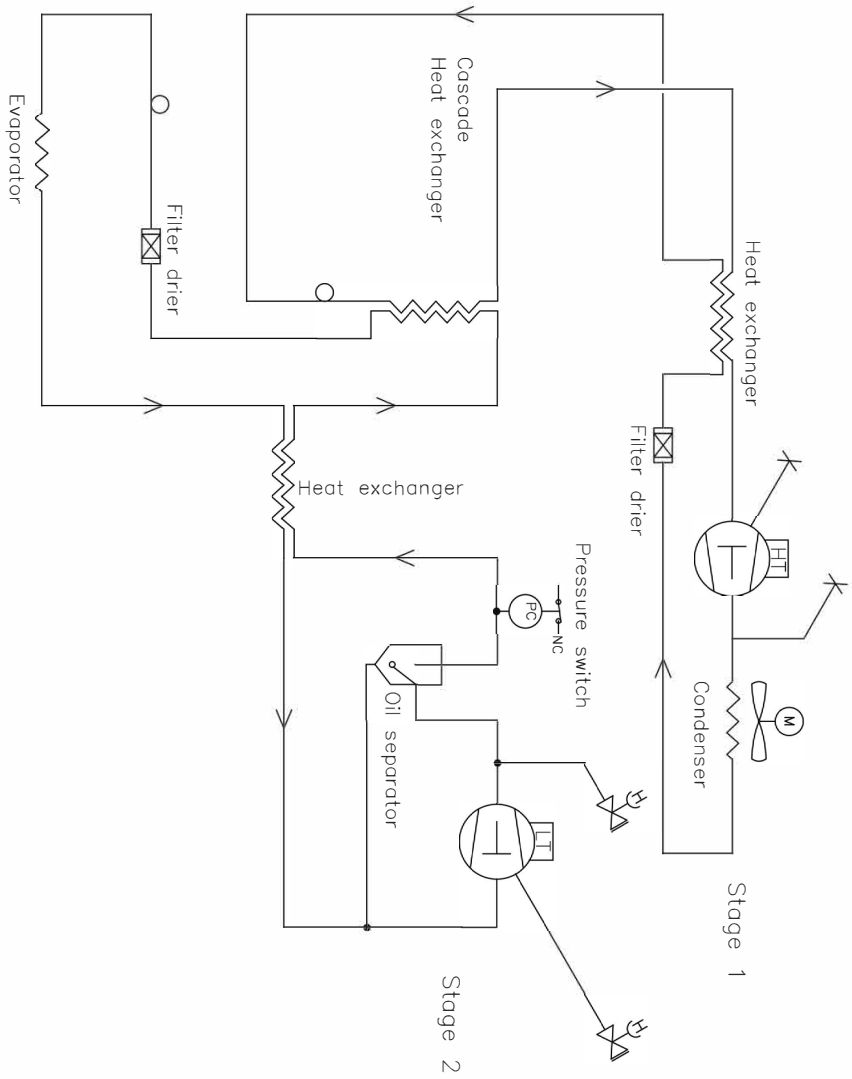 Stage 1
Stage 2
Heat exchanger
HT
M
Condenser
Filter drier
Cascade
Heat exchanger
Pressure switch
NC
PC
Heat exchanger
Oil separator
LT
H
H
Filter drier
Evaporator